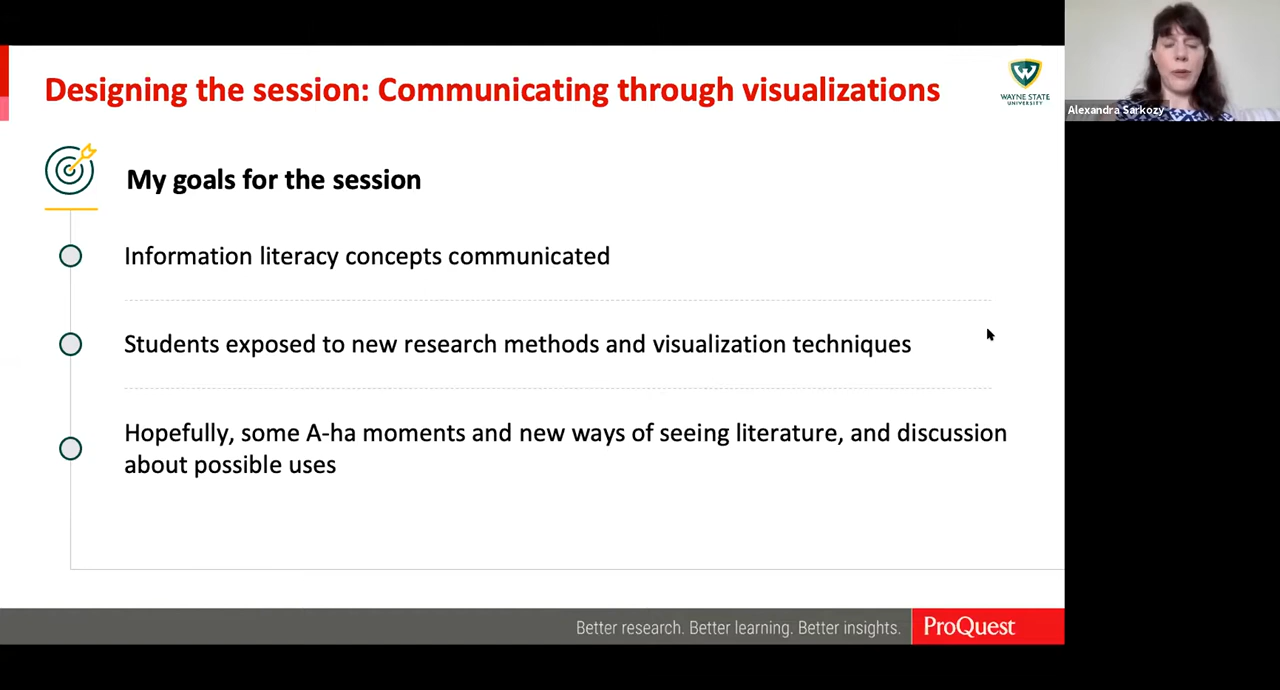 Designing the session: Communicating through visualizations
WAYNE STATE
UNIVERSITY
Alexandra Sarkozy
My goals for the session
Information literacy concepts communicated
Students exposed to new research methods and visualization techniques
Hopefully, some A-ha moments and new ways of seeing literature, and discussion
about possible uses
Better research. Better learning. Better insights.
ProQuest